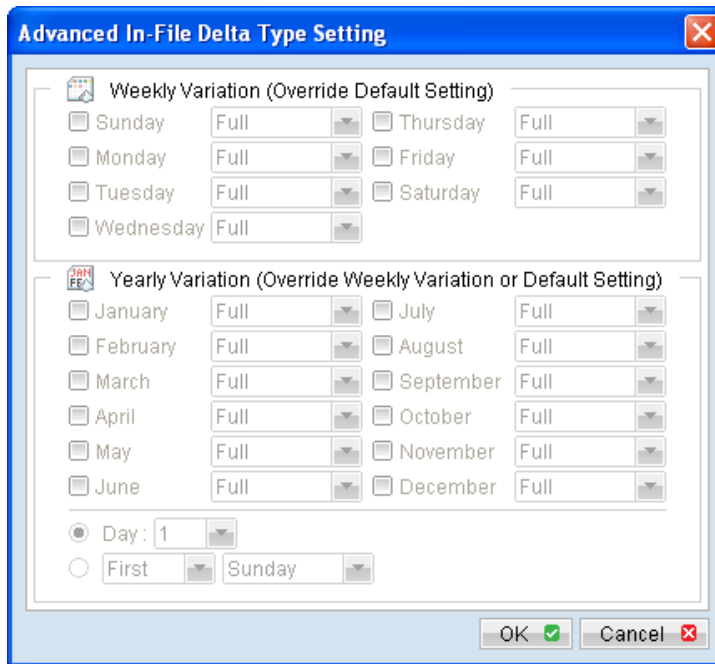 Advanced In-File Delta Type Setting
Weekly Variation (Override Default Setting)
Sunday Full Thursday Full
Monday Full Friday Full
Tuesday Full Saturday Full
Wednesday Full
JAN
FE
Yearly Variation (Override Weekly Variation or Default Setting)
January Full July Full
February Full August Full
March Full September Full
April Full October Full
May Full November Full
June Full December Full
Day : 1
First Sunday
OK Cancel